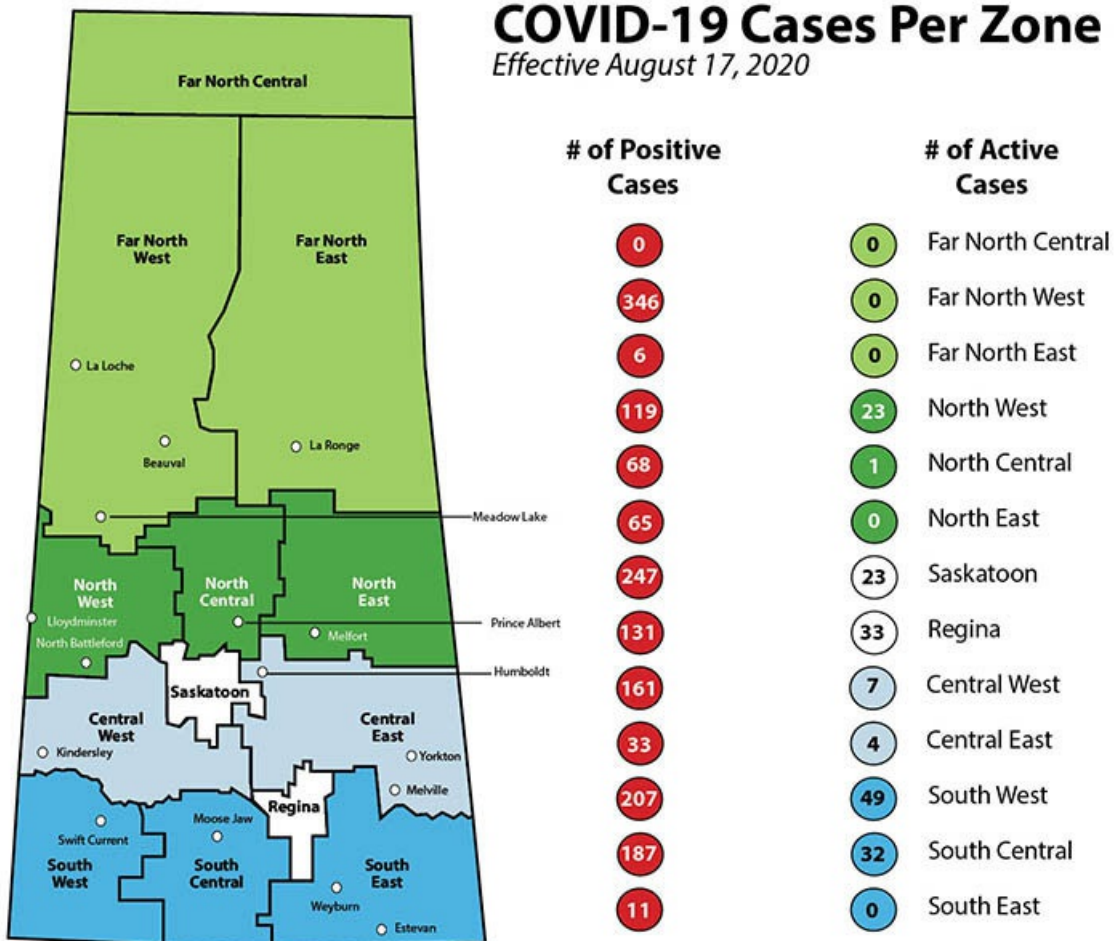 COVID-19 Cases Per Zone
Effective August 17, 2020
# of Positive
Cases
# of Active
Cases
0 0 Far North Central
346 0 Far North West
6 0 Far North East
119 23 North West
68 1 North Central
65 0 North East
247 23 Saskatoon
131 33 Regina
161 7 Central West
33 4 Central East
207 49 South West
187 32 South Central
11 0 South East
Far North Central
Far North
West
Far North
East
La Loche
Beauval
La Ronge
Meadow Lake
North
West
North
Central
North
East
Lloydminster
Prince Albert
North Battleford
Melfort
Humboldt
Saskatoon
Central
West
Central
East
Kindersley
Yorkton
Melville
Regina
Moose Jaw
Swift Current
South
West
South
Central
South
East
Weyburn
Estevan